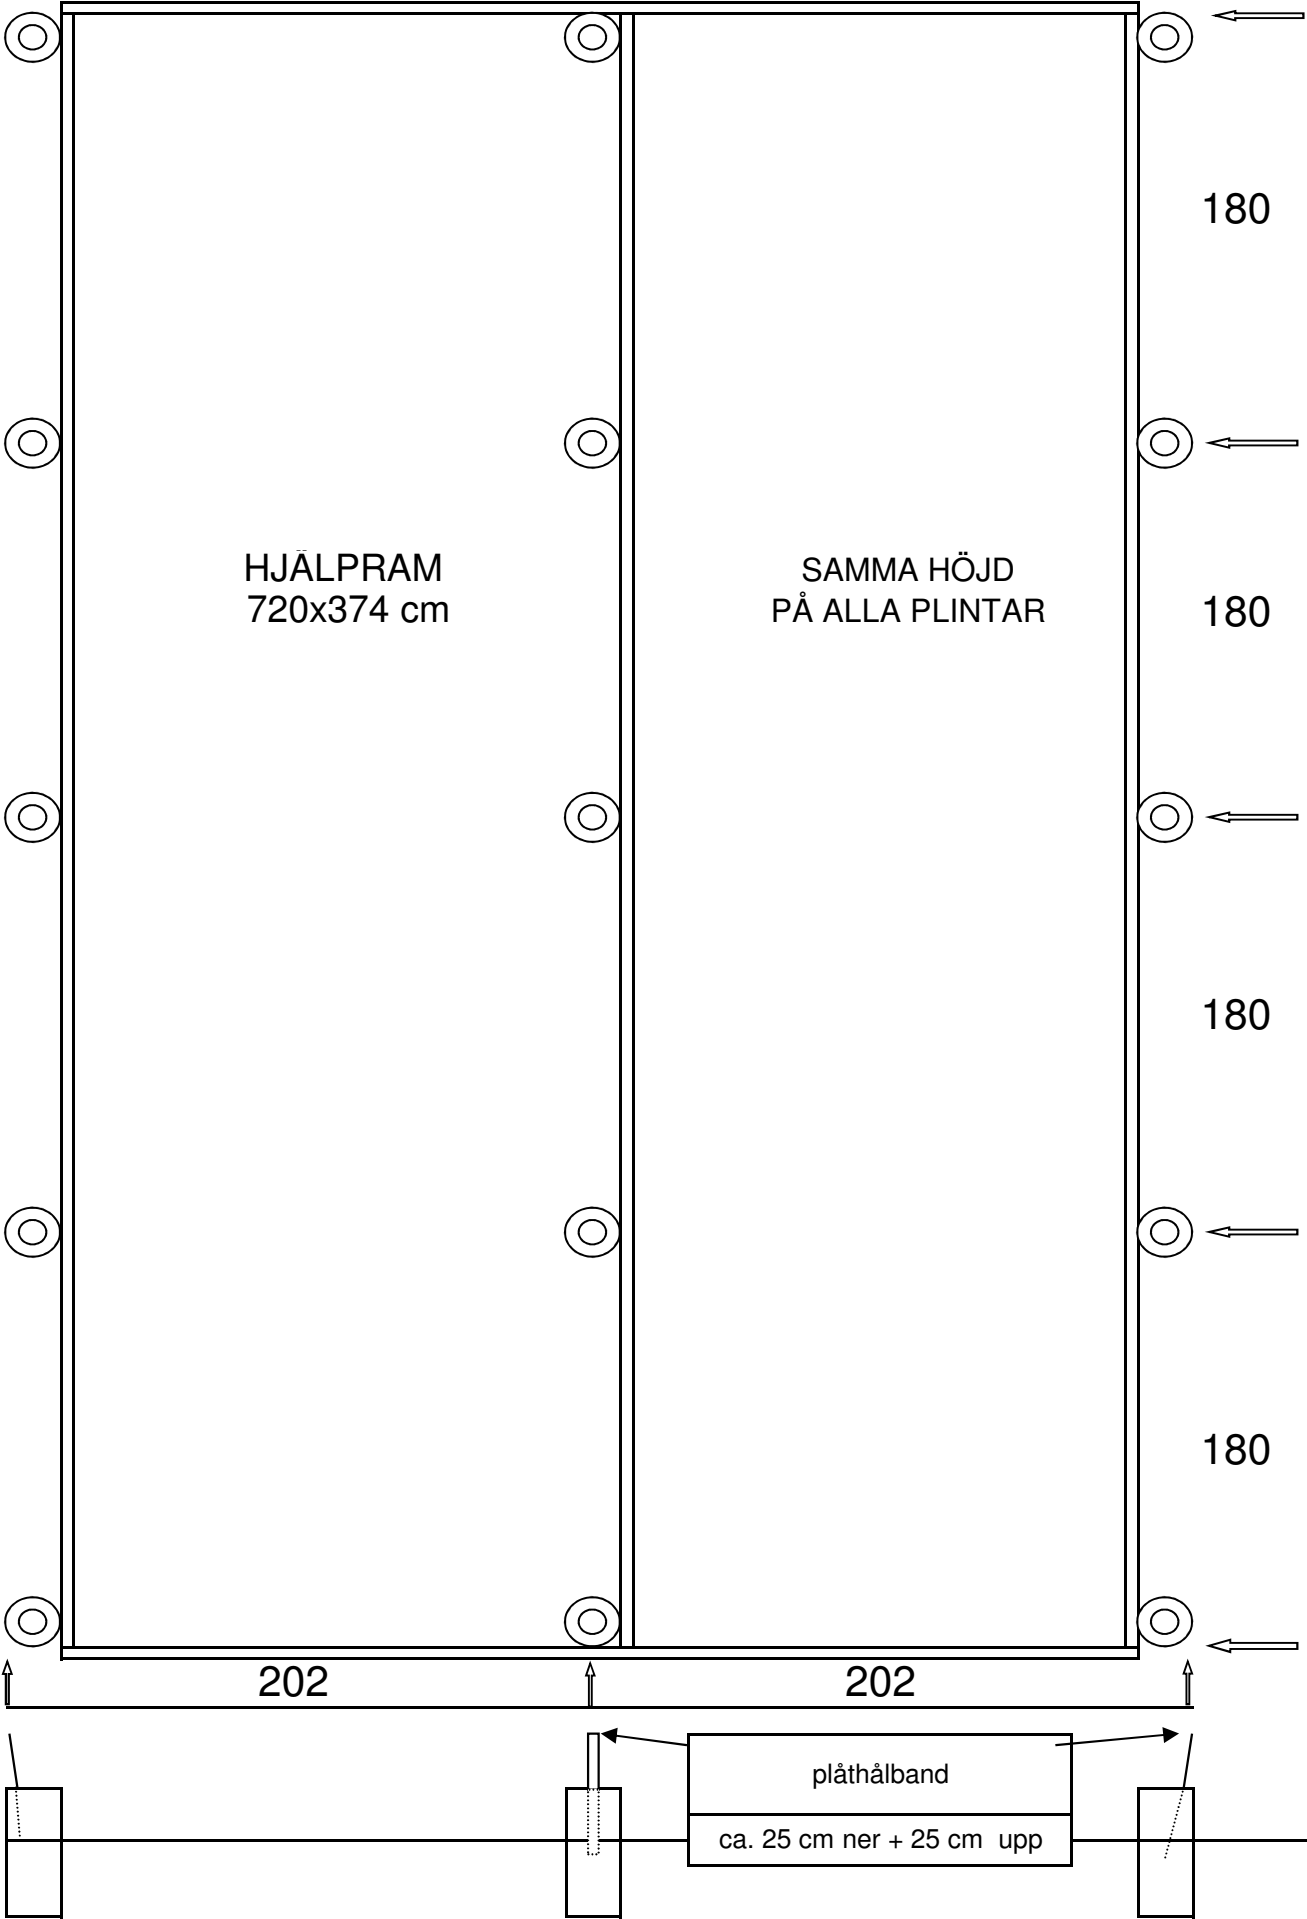 180
HJÄLPRAM
720x374 cm
SAMMA HÖJD
PÅ ALLA PLINTAR
180
180
180
202
202
plåthålband
ca. 25 cm ner + 25 cm upp